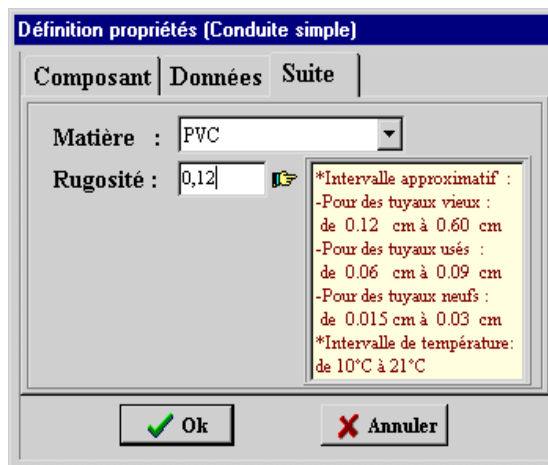 Définition propriétés (Conduite simple)
Composant Données Suite
Matière : PVC
Rugosité : 0,12
*Intervalle approximatif :
-Pour des tuyaux vieux :
de 0.12 cm à 0.60 cm
-Pour des tuyaux usés :
de 0.06 cm à 0.09 cm
-Pour des tuyaux neufs :
de 0.015 cm à 0.03 cm
*Intervalle de température:
de 10°C à 21°C
Ok Annuler